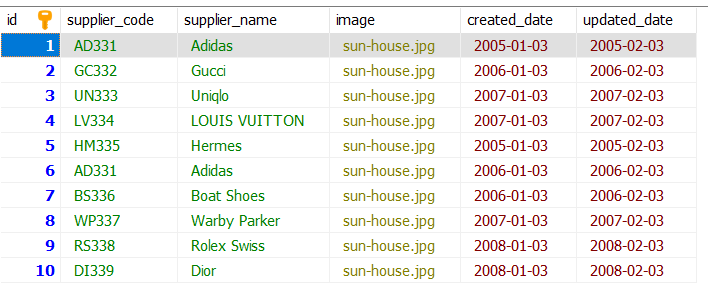 id supplier_code supplier_name image created_date updated_date
1 AD331 Adidas sun-house.jpg 2005-01-03 2005-02-03
2 GC332 Gucci sun-house.jpg 2006-01-03 2006-02-03
3 UN333 Uniqlo sun-house.jpg 2007-01-03 2007-02-03
4 LV334 LOUIS VUITTON sun-house.jpg 2007-01-03 2007-02-03
5 HM335 Hermes sun-house.jpg 2005-01-03 2005-02-03
6 AD331 Adidas sun-house.jpg 2006-01-03 2006-02-03
7 BS336 Boat Shoes sun-house.jpg 2006-01-03 2006-02-03
8 WP337 Warby Parker sun-house.jpg 2007-01-03 2007-02-03
9 RS338 Rolex Swiss sun-house.jpg 2008-01-03 2008-02-03
10 DI339 Dior sun-house.jpg 2008-01-03 2008-02-03